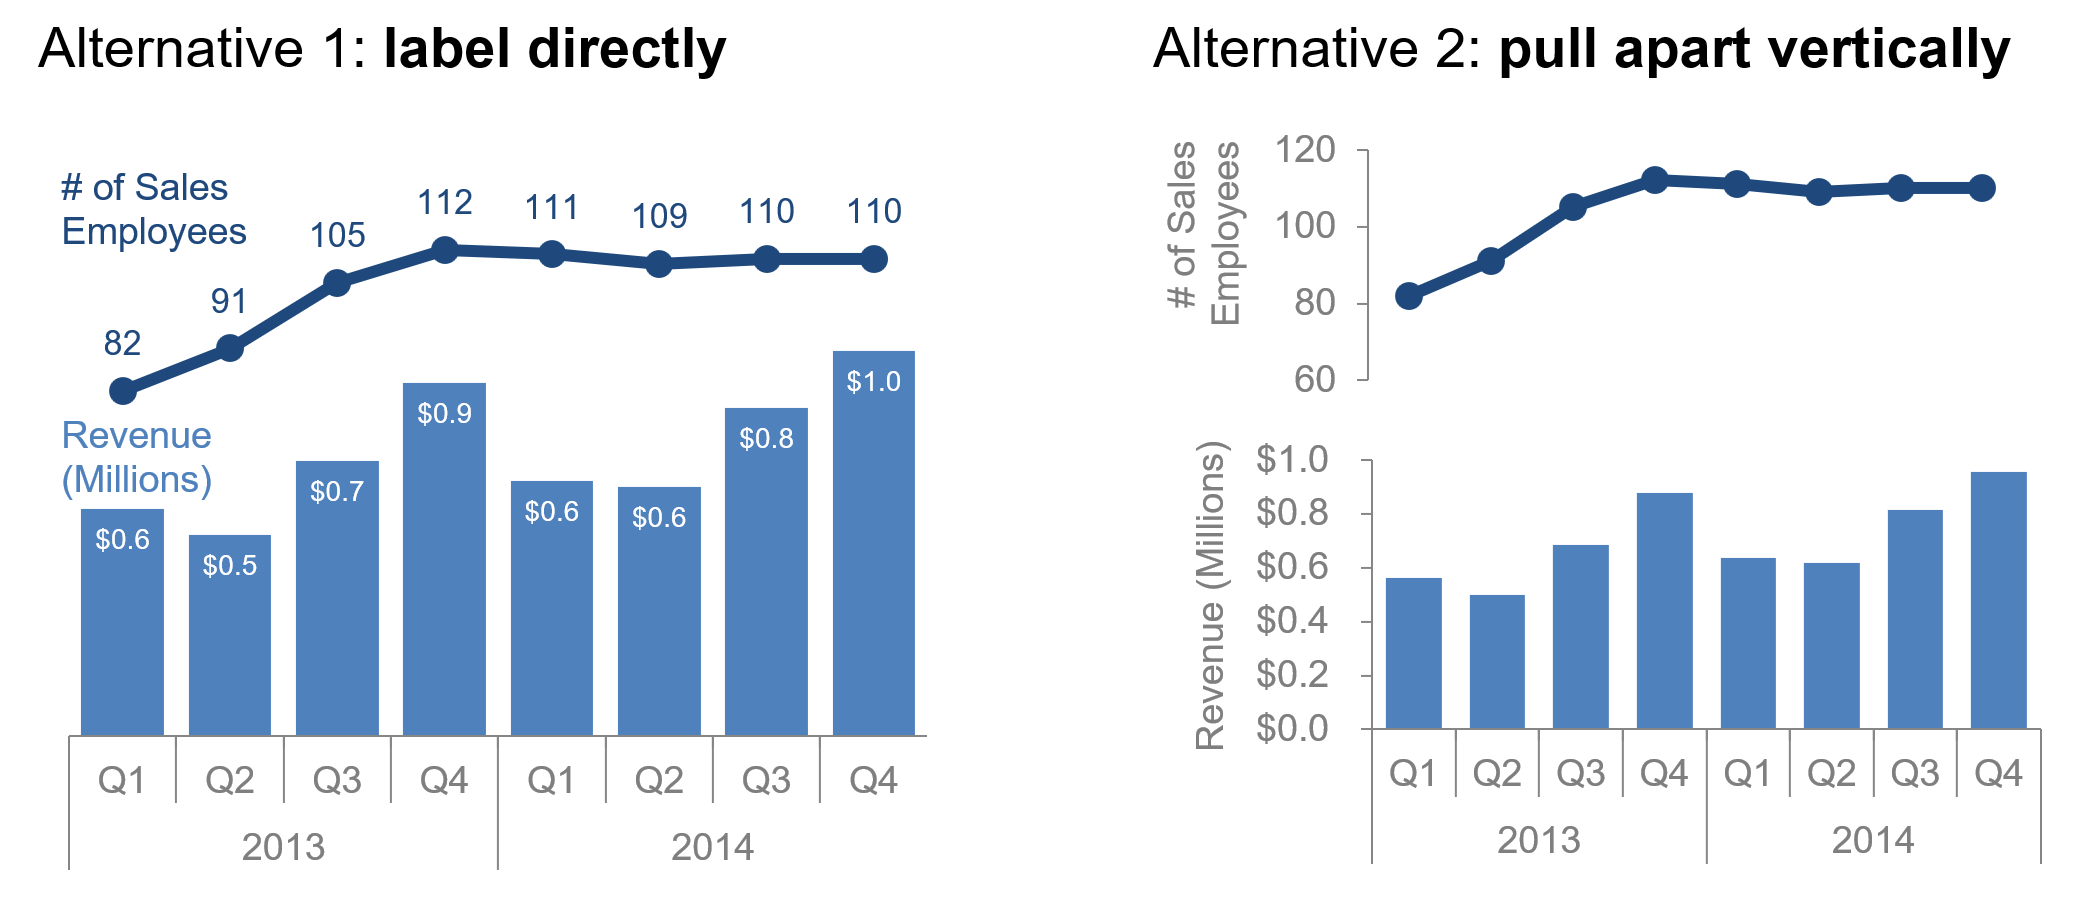 Alternative 1: label directly
# of Sales
Employees
82
91
105
112
111
109
110
110
Revenue
(Millions)
$0.6
$0.5
$0.7
$0.9
$0.6
$0.6
$0.8
$1.0
Q1 Q2 Q3 Q4 Q1 Q2 Q3 Q4
2013 2014
Alternative 2: pull apart vertically
# of Sales
Employees
120
100
80
60
Revenue (Millions)
$1.0
$0.8
$0.6
$0.4
$0.2
$0.0
Q1 Q2 Q3 Q4 Q1 Q2 Q3 Q4
2013 2014